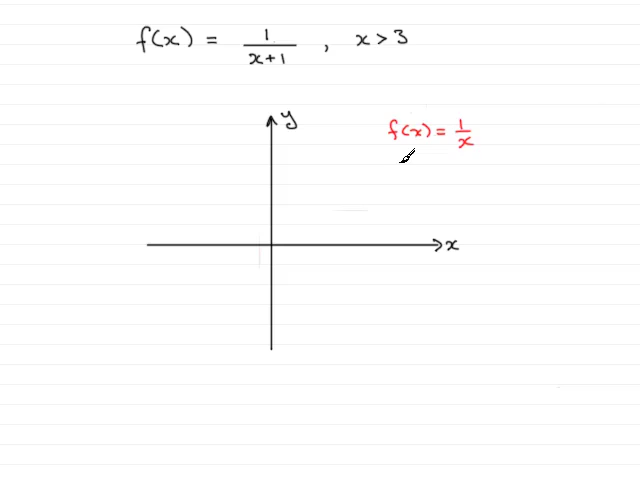 f(x) = 1/(x+1) , x > 3
y
f(x) = 1/x
x